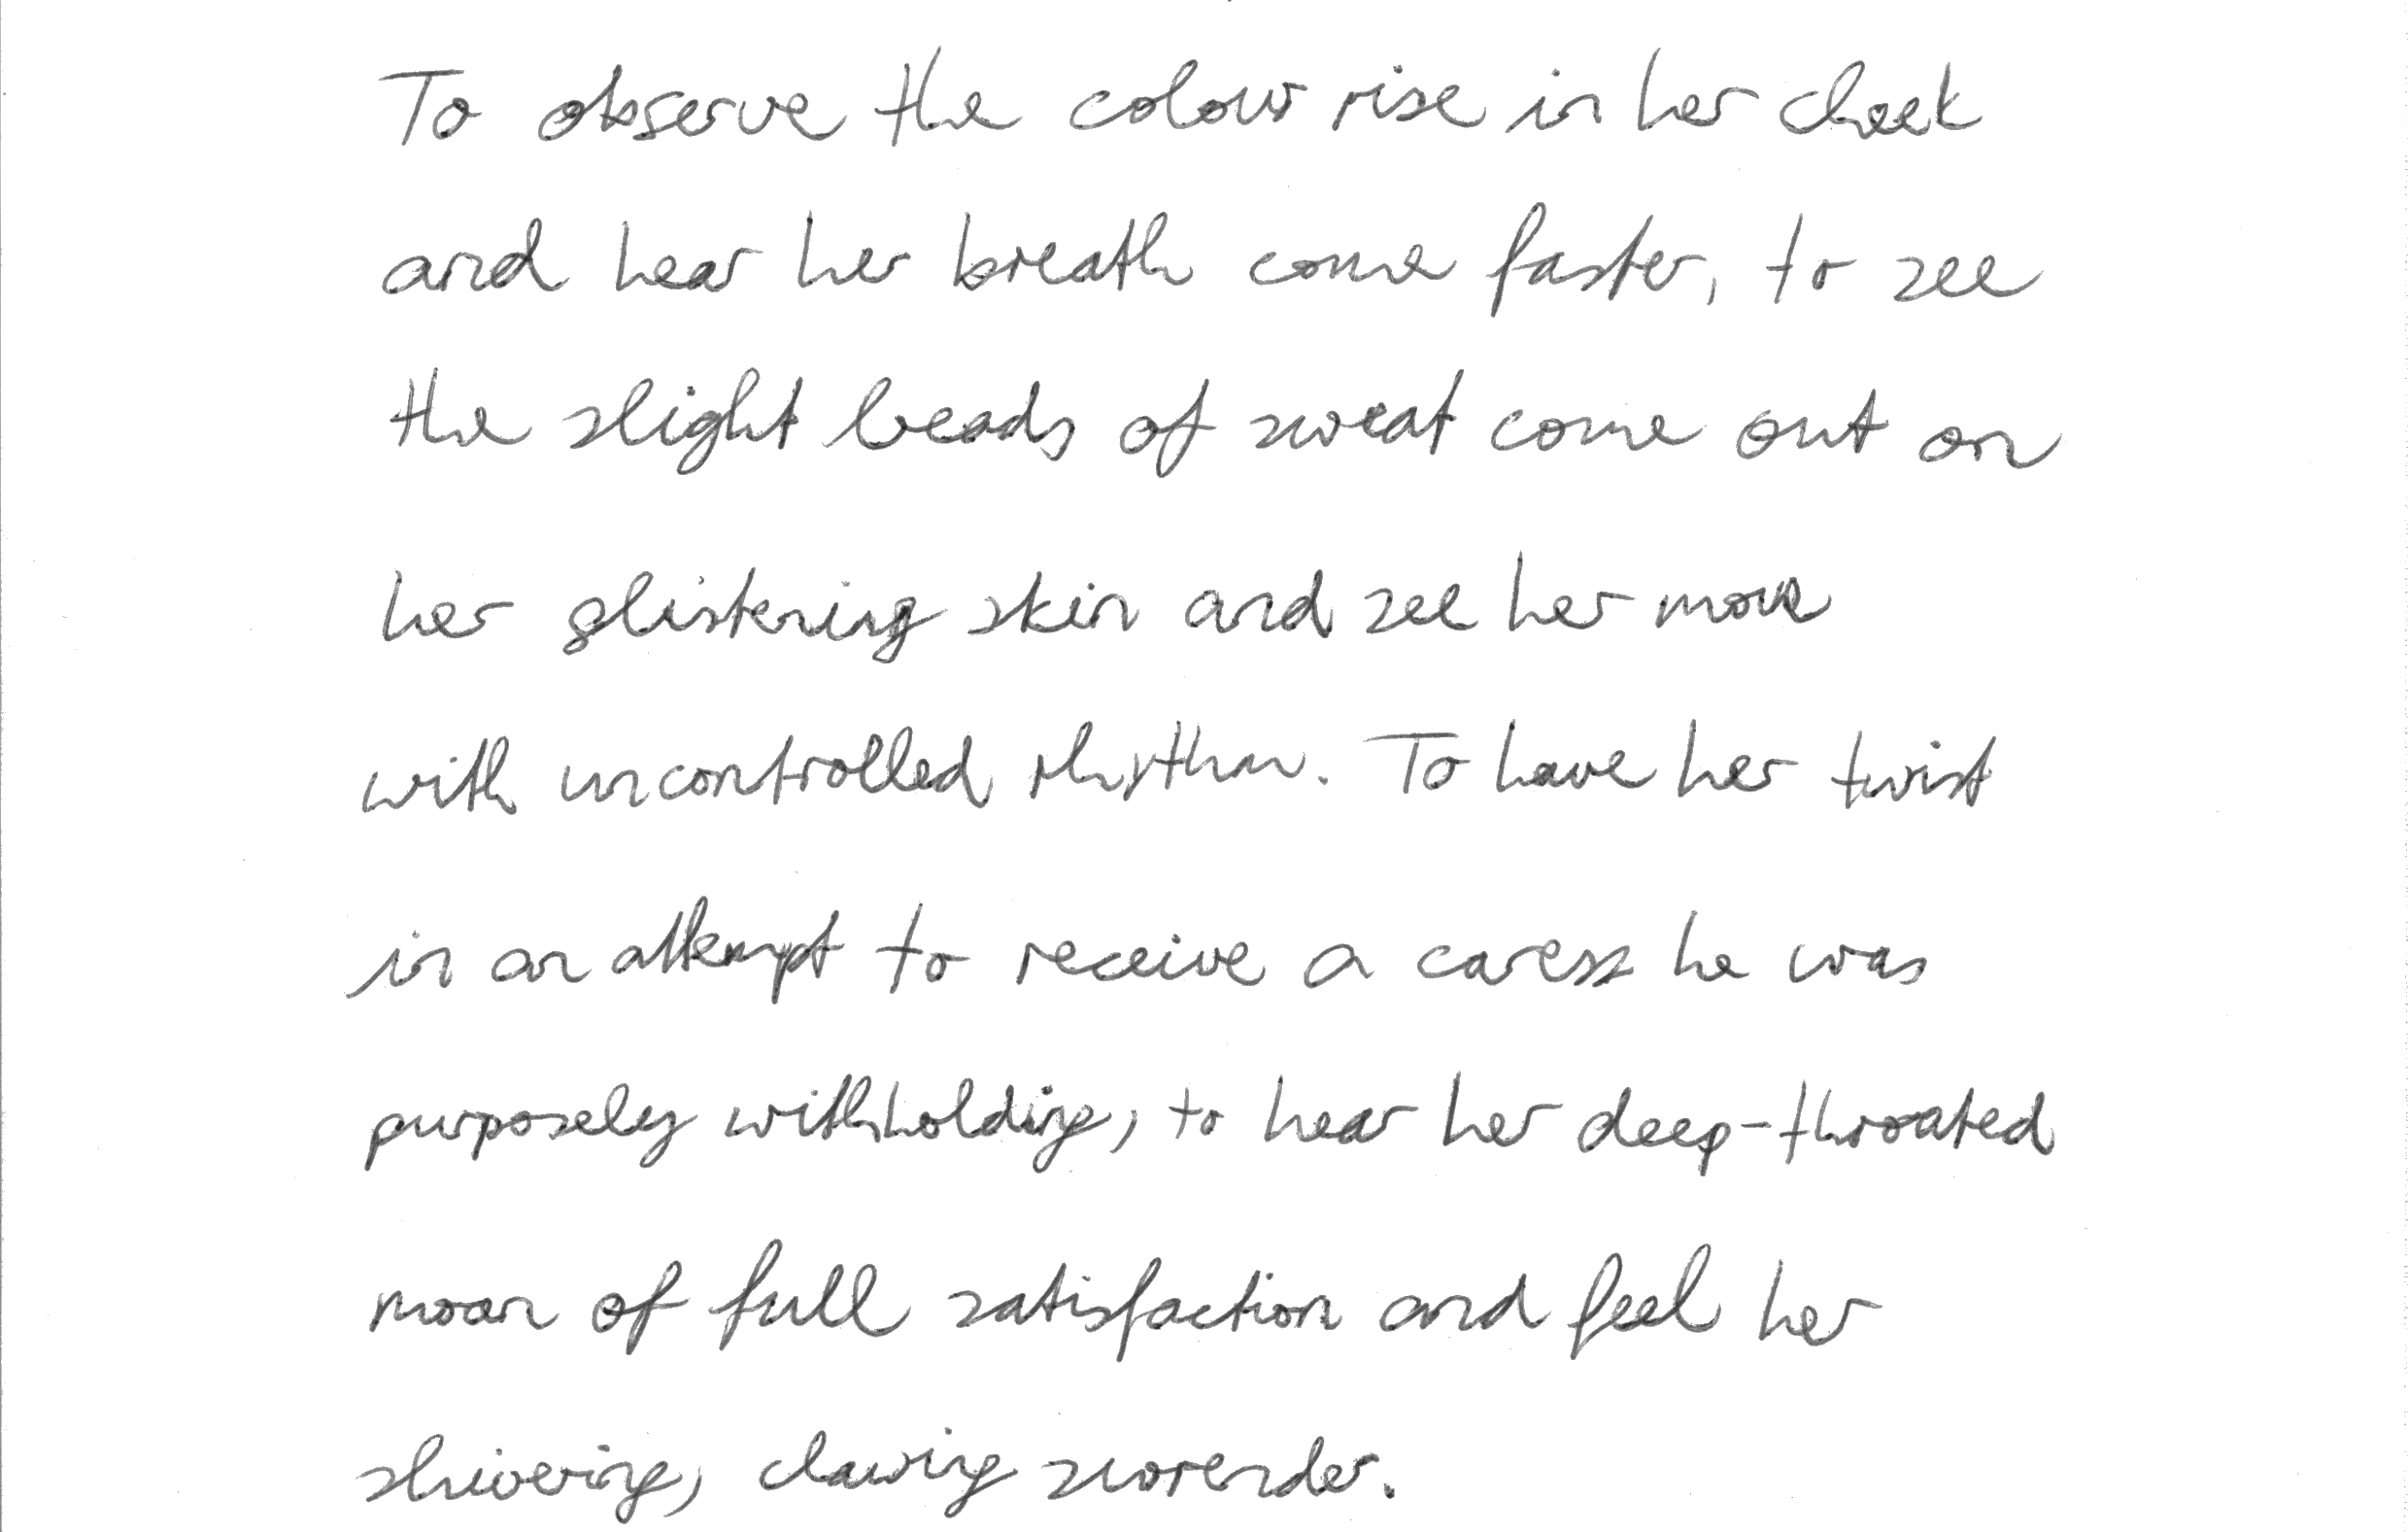 To observe the colour rise in her cheek
and hear her breath come faster, to see
the slight beads of sweat come out on
her glistening skin and see her move
with uncontrolled rhythm. To have her twist
in an attempt to receive a caress he was
purposely withholding, to hear her deep-throated
moan of full satisfaction and feel her
shivering, clawing surrender.